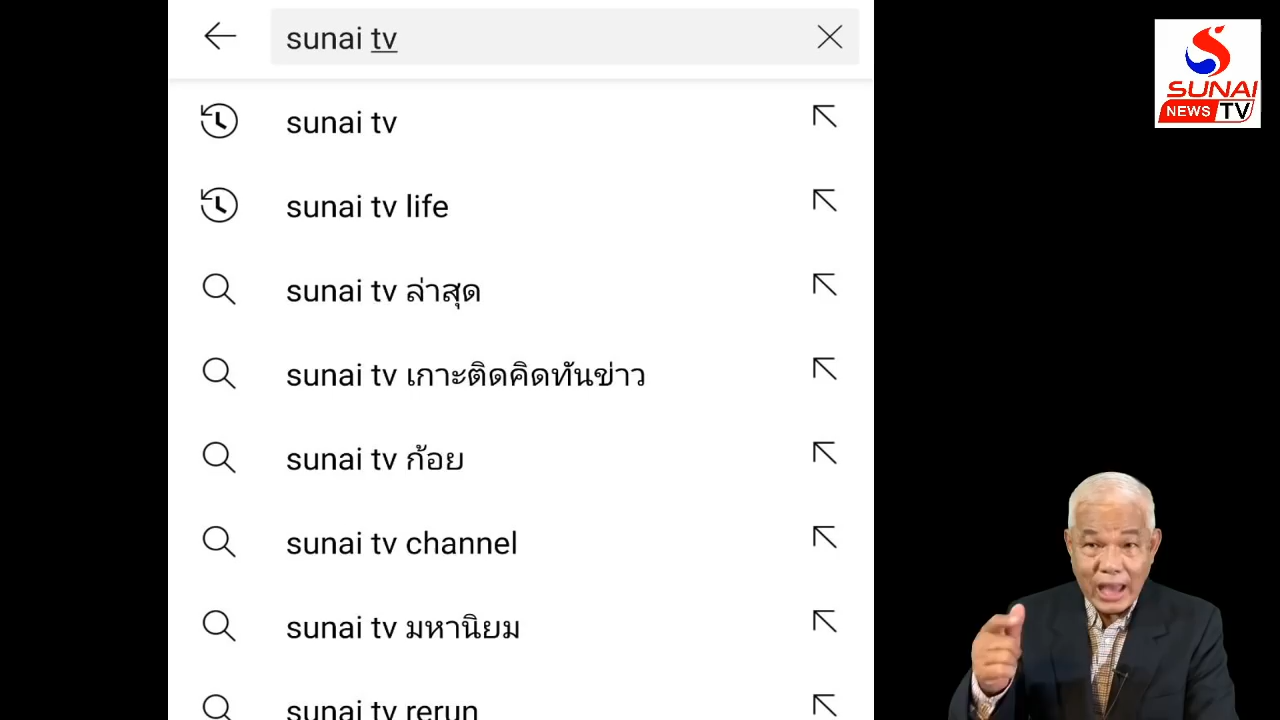 sunai tv
sunai tv
sunai tv life
sunai tv ล่าสุด
sunai tv เกาะติดคิดทันข่าว
sunai tv ก้อย
sunai tv channel
sunai tv มหานิยม
sunai tv rerun
SUNAI
NEWS TV